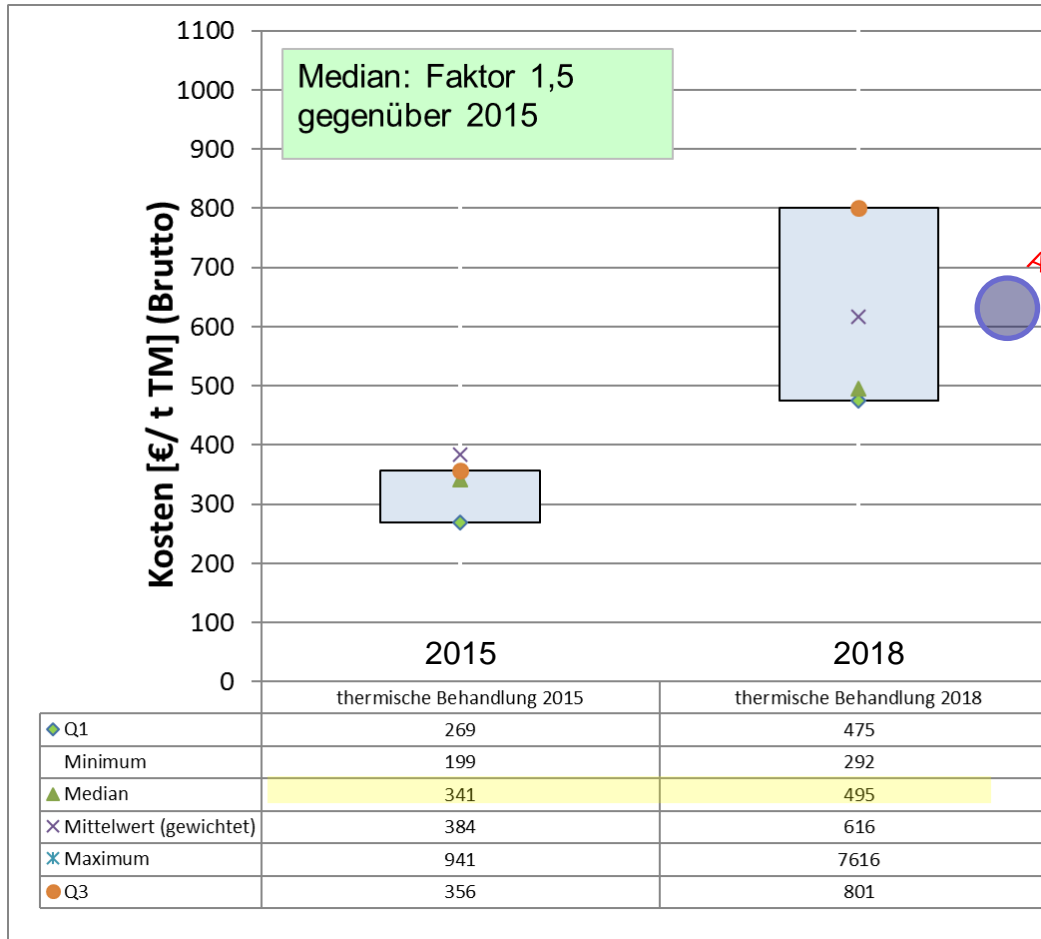 1100
1000
900
800
700
600
500
400
300
200
100
0
Kosten [€/ t TM] (Brutto)
Median: Faktor 1,5
gegenüber 2015
A
2015 2018
thermische Behandlung 2015 thermische Behandlung 2018
Q1 269 475
Minimum 199 292
Median 341 495
Mittelwert (gewichtet) 384 616
Maximum 941 7616
Q3 356 801